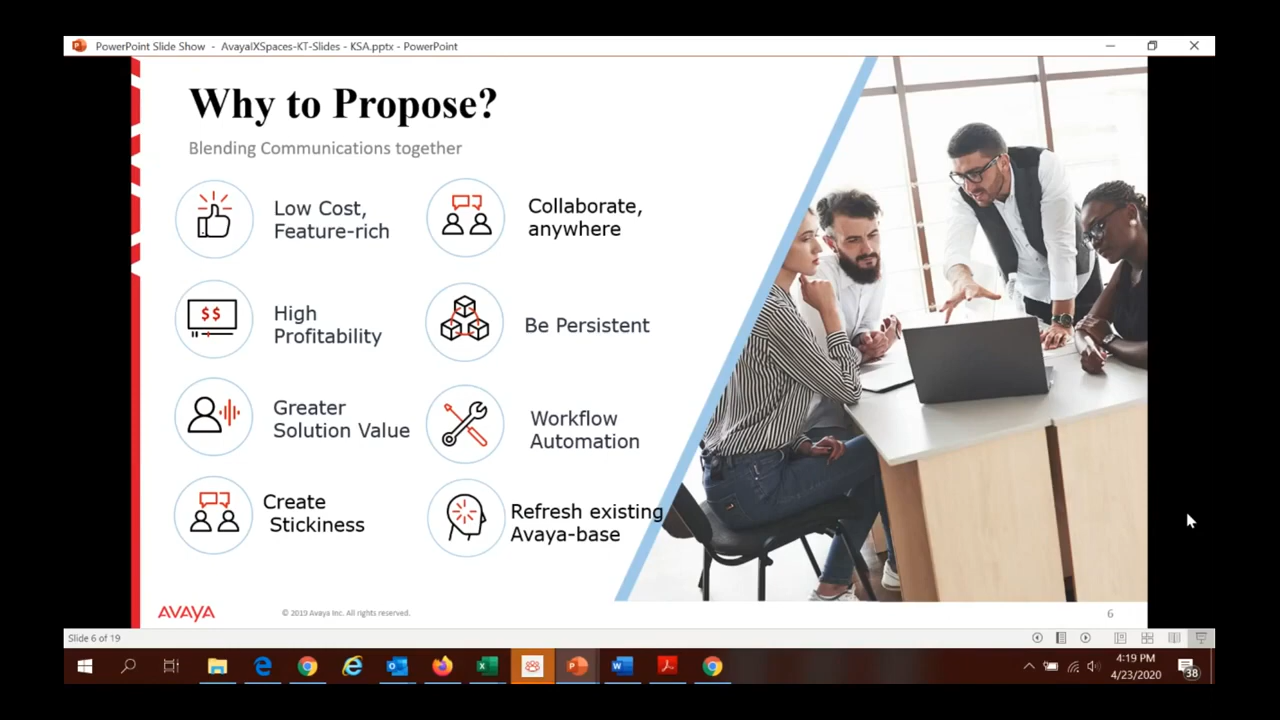 PowerPoint Slide Show - AvayaIXSpaces-KT-Slides - KSA.pptx - PowerPoint
Why to Propose?
Blending Communications together
Low Cost,
Feature-rich
Collaborate,
anywhere
$$
High
Profitability
Be Persistent
Greater
Solution Value
Workflow
Automation
Create
Stickiness
Refresh existing
Avaya-base
AVAYA
© 2019 Avaya Inc. All rights reserved.
6
Slide 6 of 19
4:19 PM
4/23/2020
38